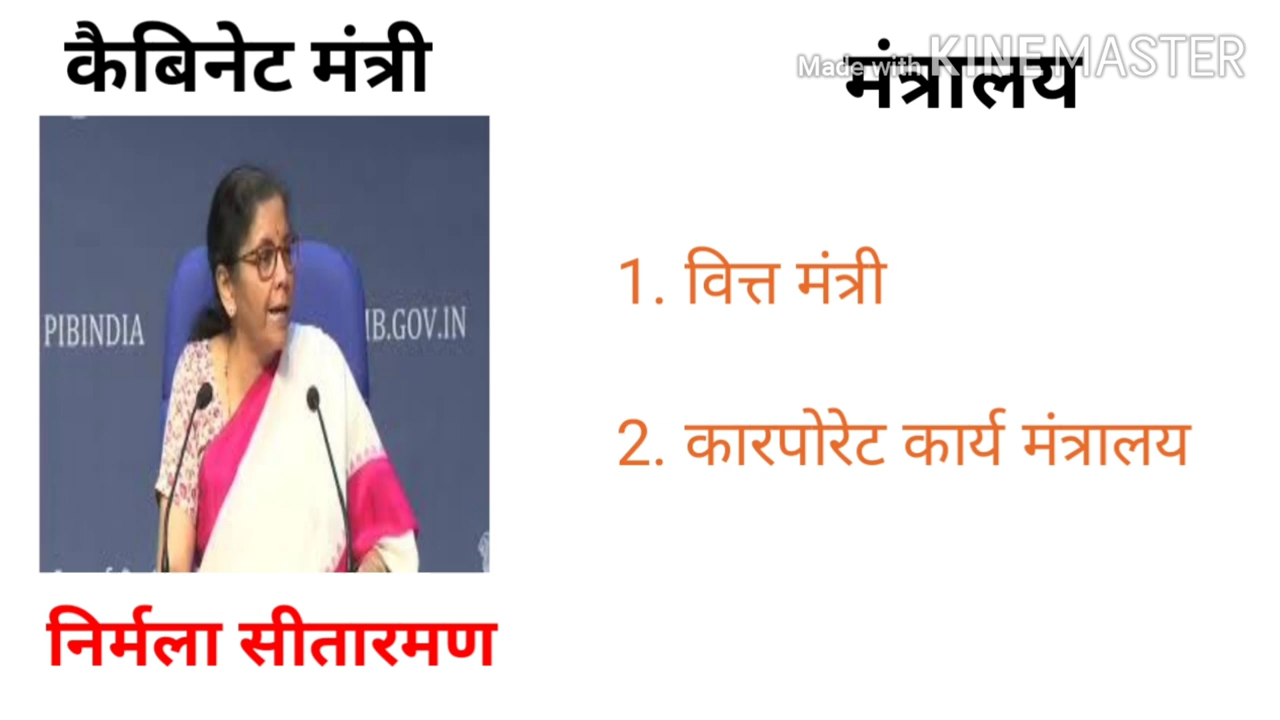 कैबिनेट मंत्री
मंत्रालय
Made with KINEMASTER
PIBINDIA
IB.GOV.IN
1. वित्त मंत्री
2. कारपोरेट कार्य मंत्रालय
निर्मला सीतारमण